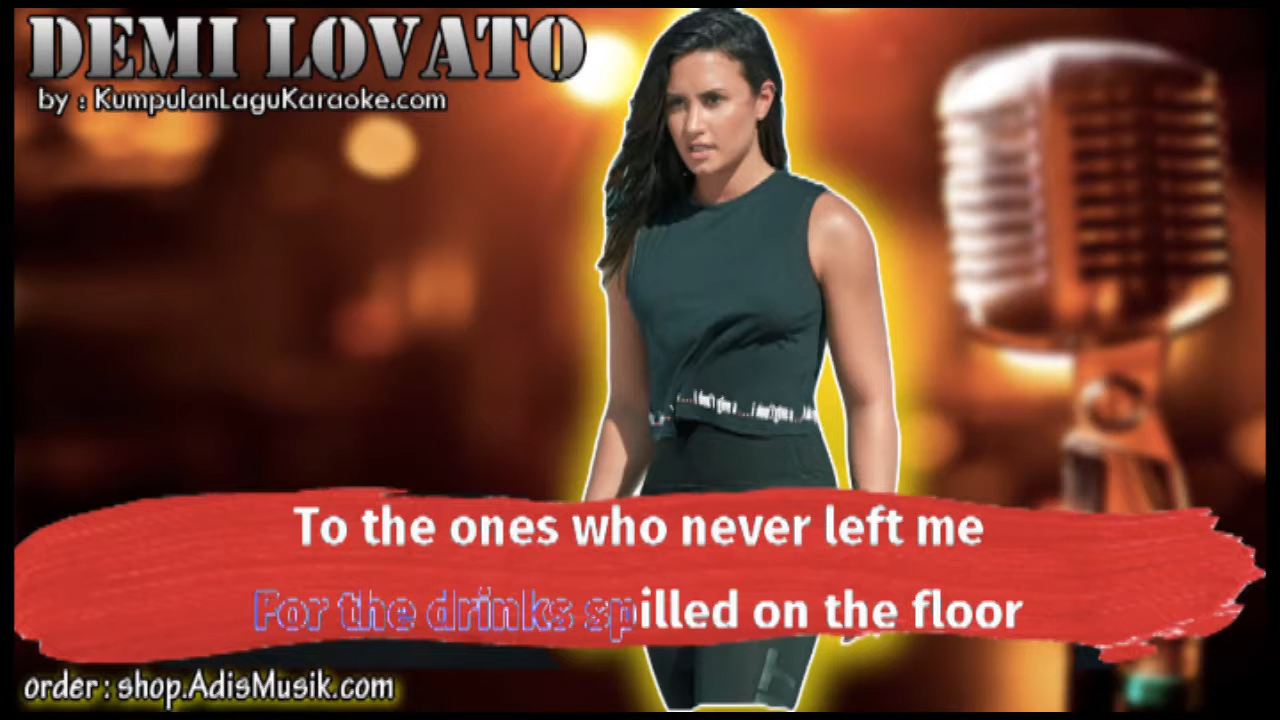 DEMI LOVATO
by : KumpulanLaguKaraoke.com
To the ones who never left me
For the drinks spilled on the floor
order : shop.AdisMusik.com